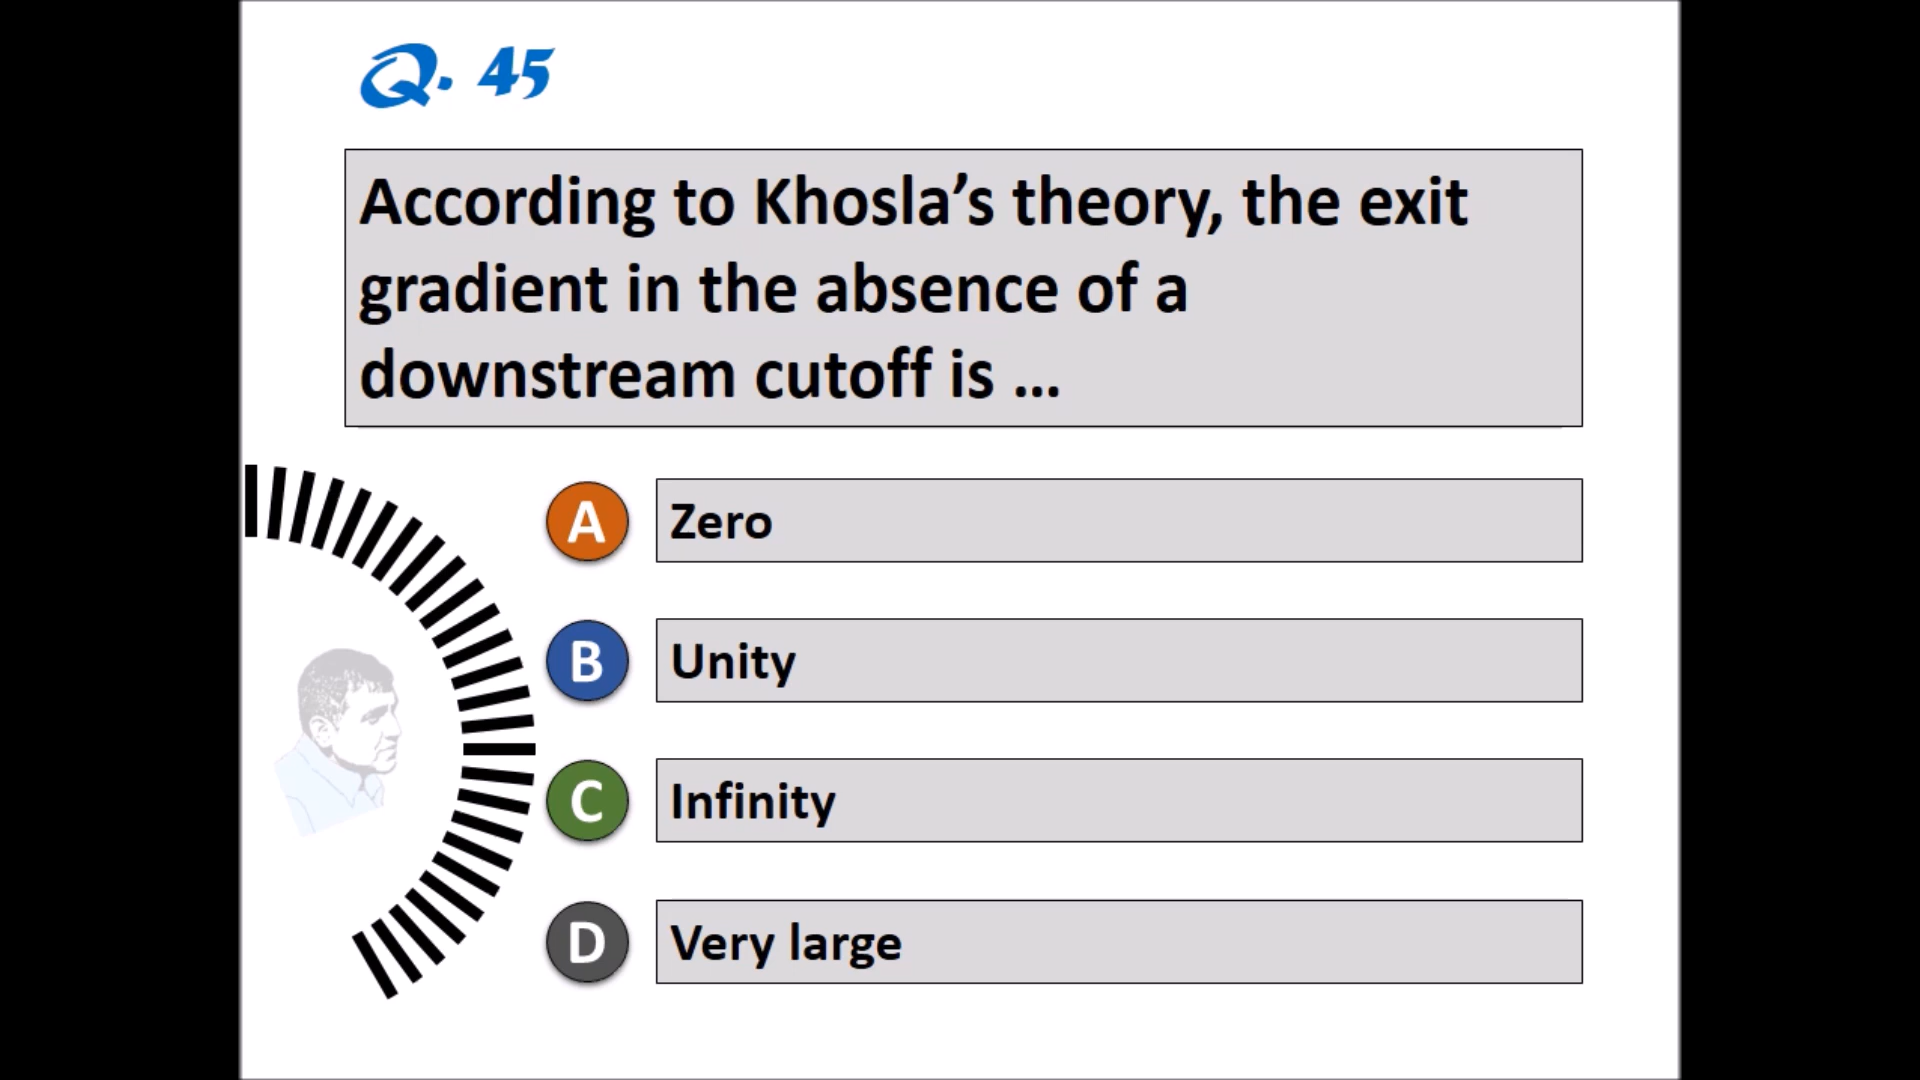 Q. 45
According to Khosla’s theory, the exit
gradient in the absence of a
downstream cutoff is ...
A Zero
B Unity
C Infinity
D Very large